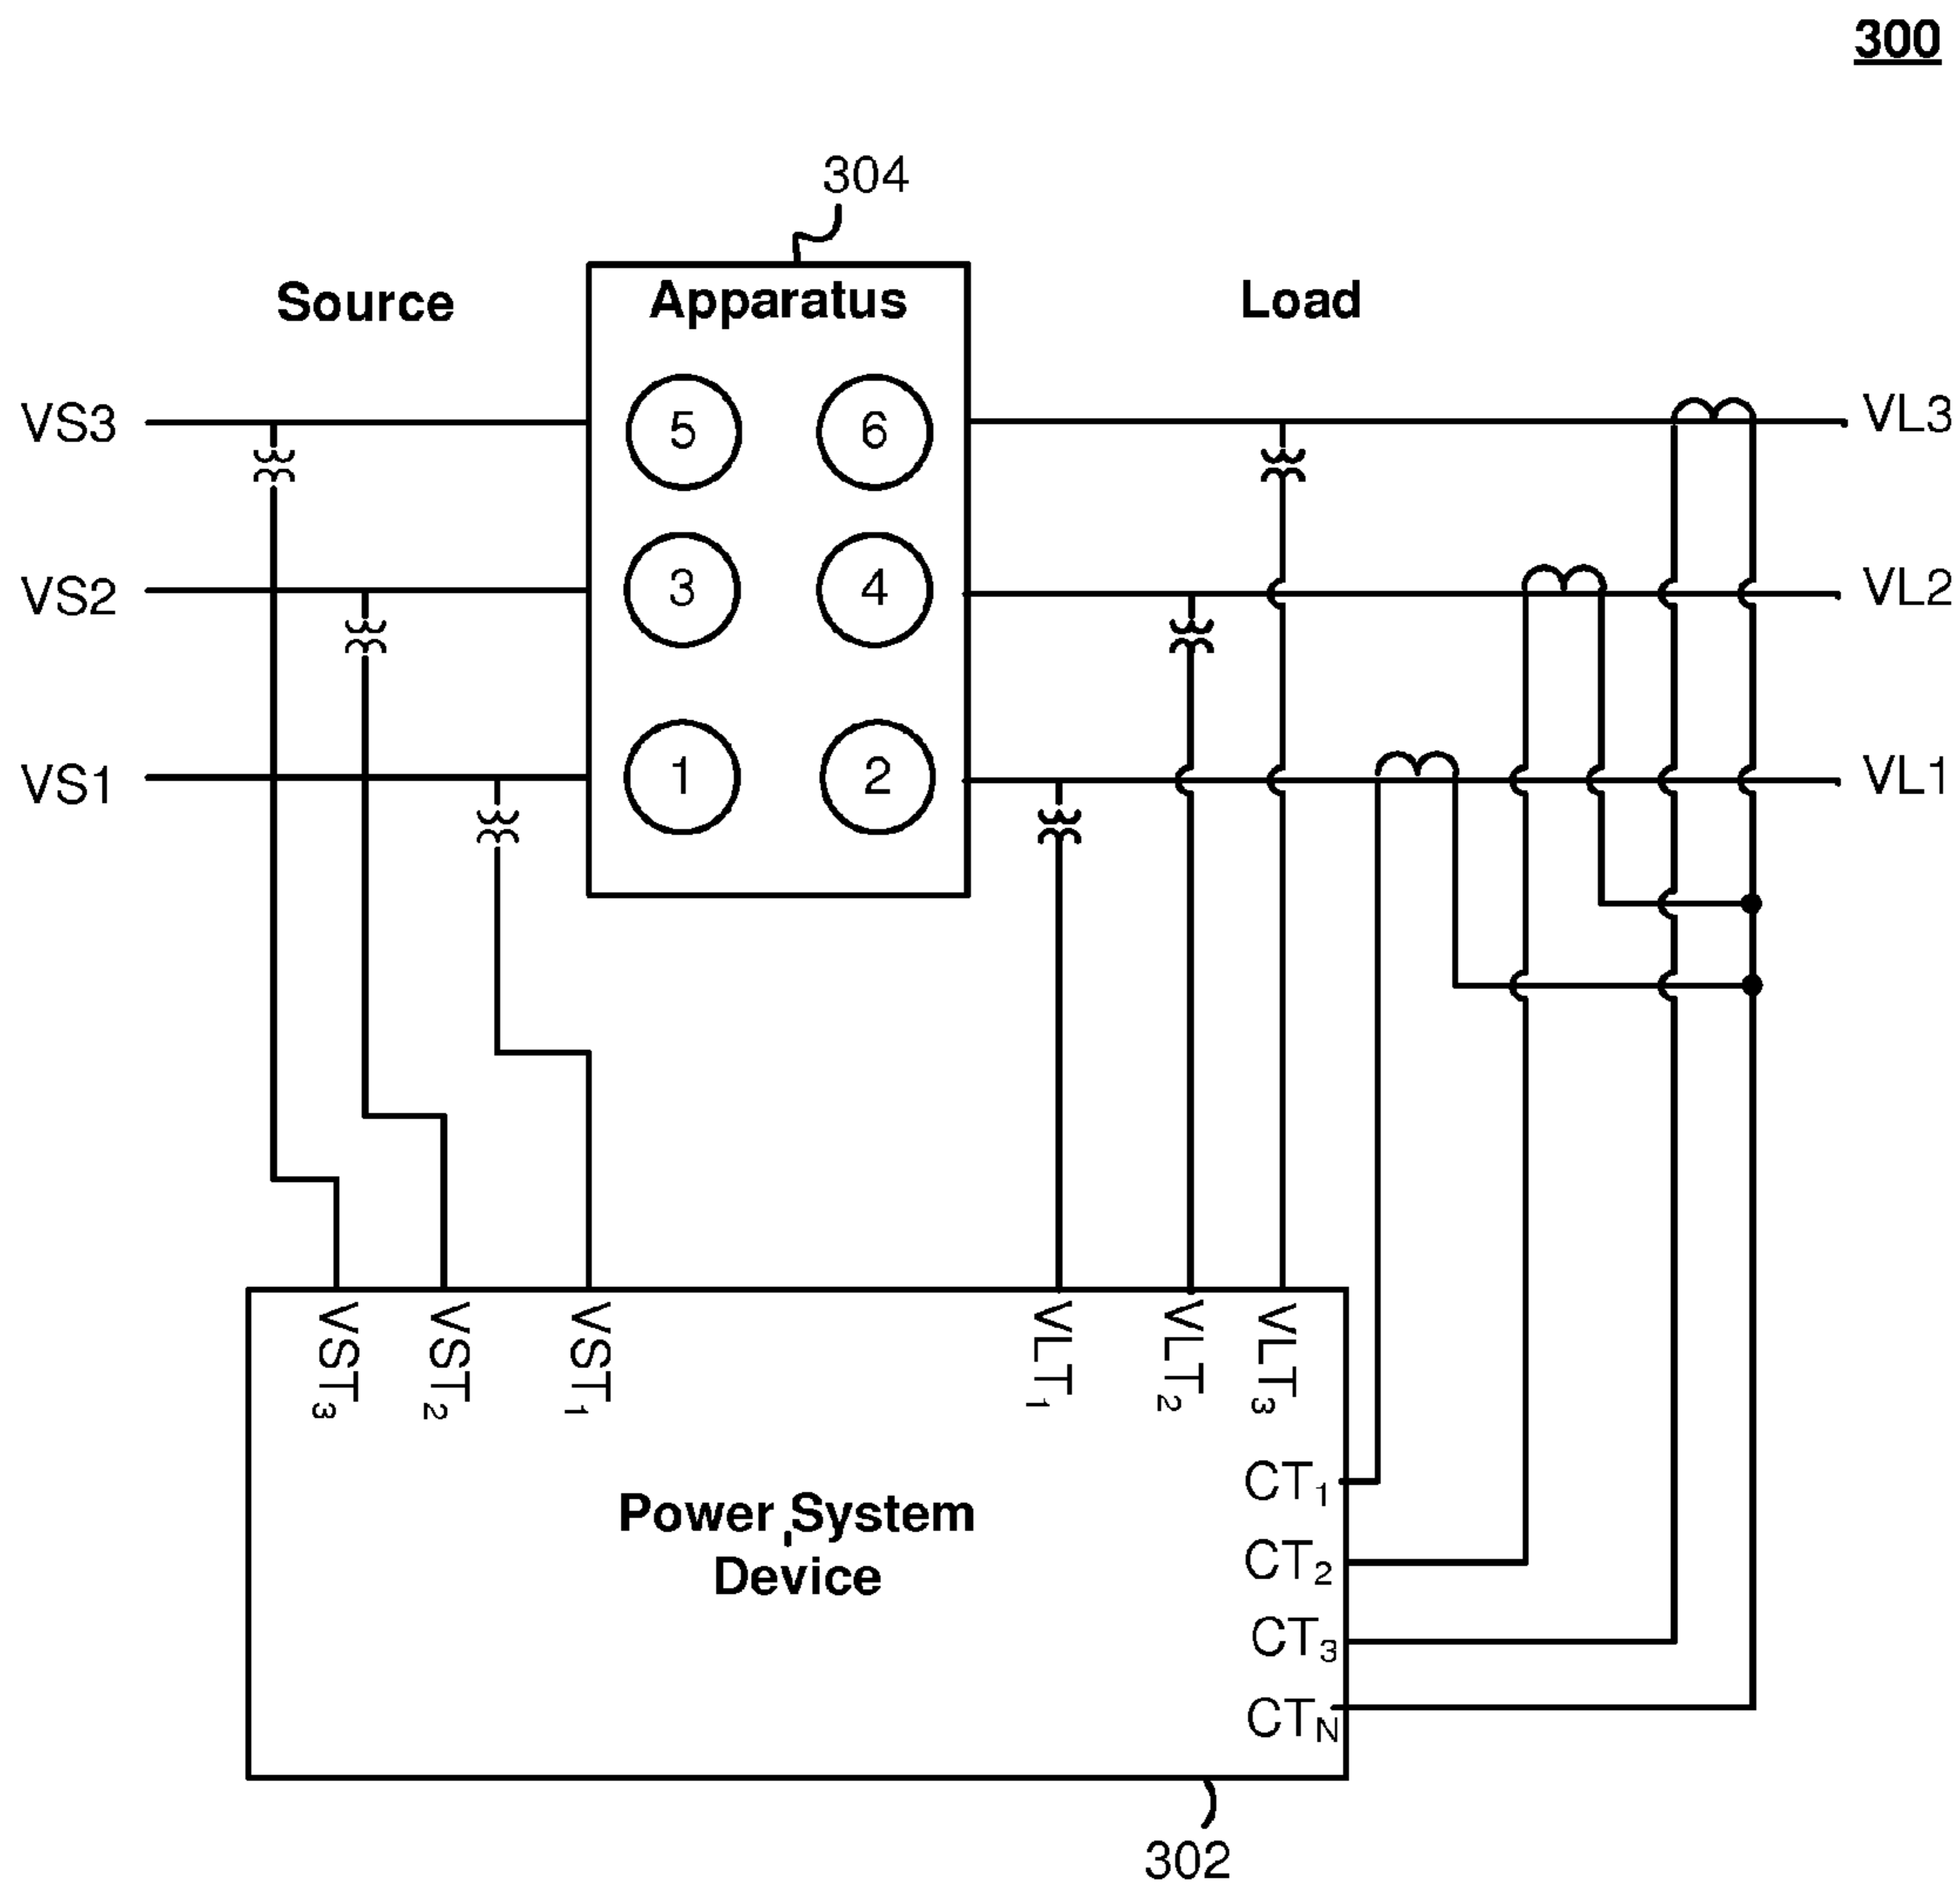 300
304
Source
Apparatus
Load
VS3
5
6
VL3
VS2
3
4
VL2
VS1
1
2
VL1
VST3
VST2
VST1
VLT1
VLT2
VLT3
CT1
Power System
Device
CT2
CT3
CTN
302